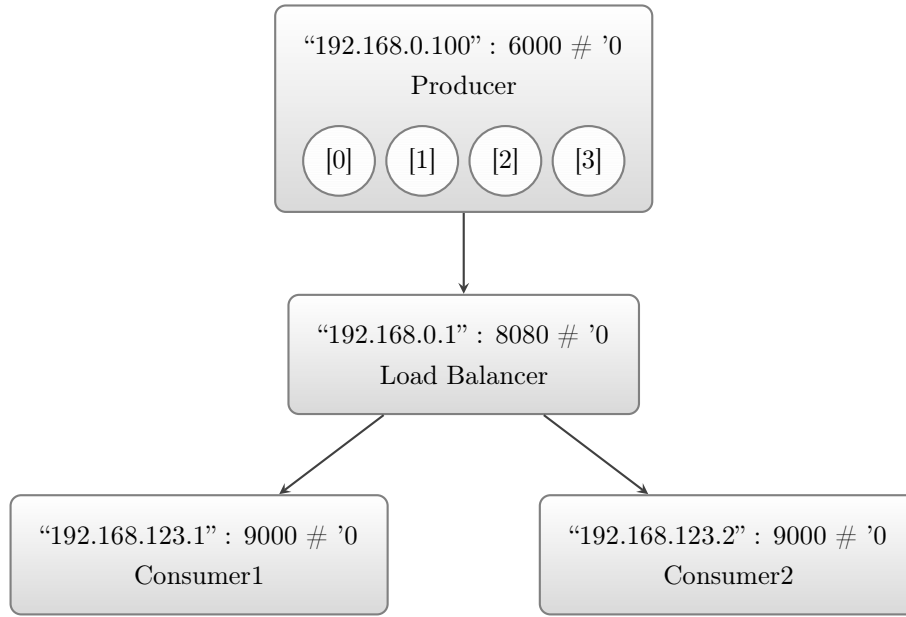 “192.168.0.100” : 6000 # '0
Producer
[0] [1] [2] [3]
“192.168.0.1” : 8080 # '0
Load Balancer
“192.168.123.1” : 9000 # '0
Consumer1
“192.168.123.2” : 9000 # '0
Consumer2